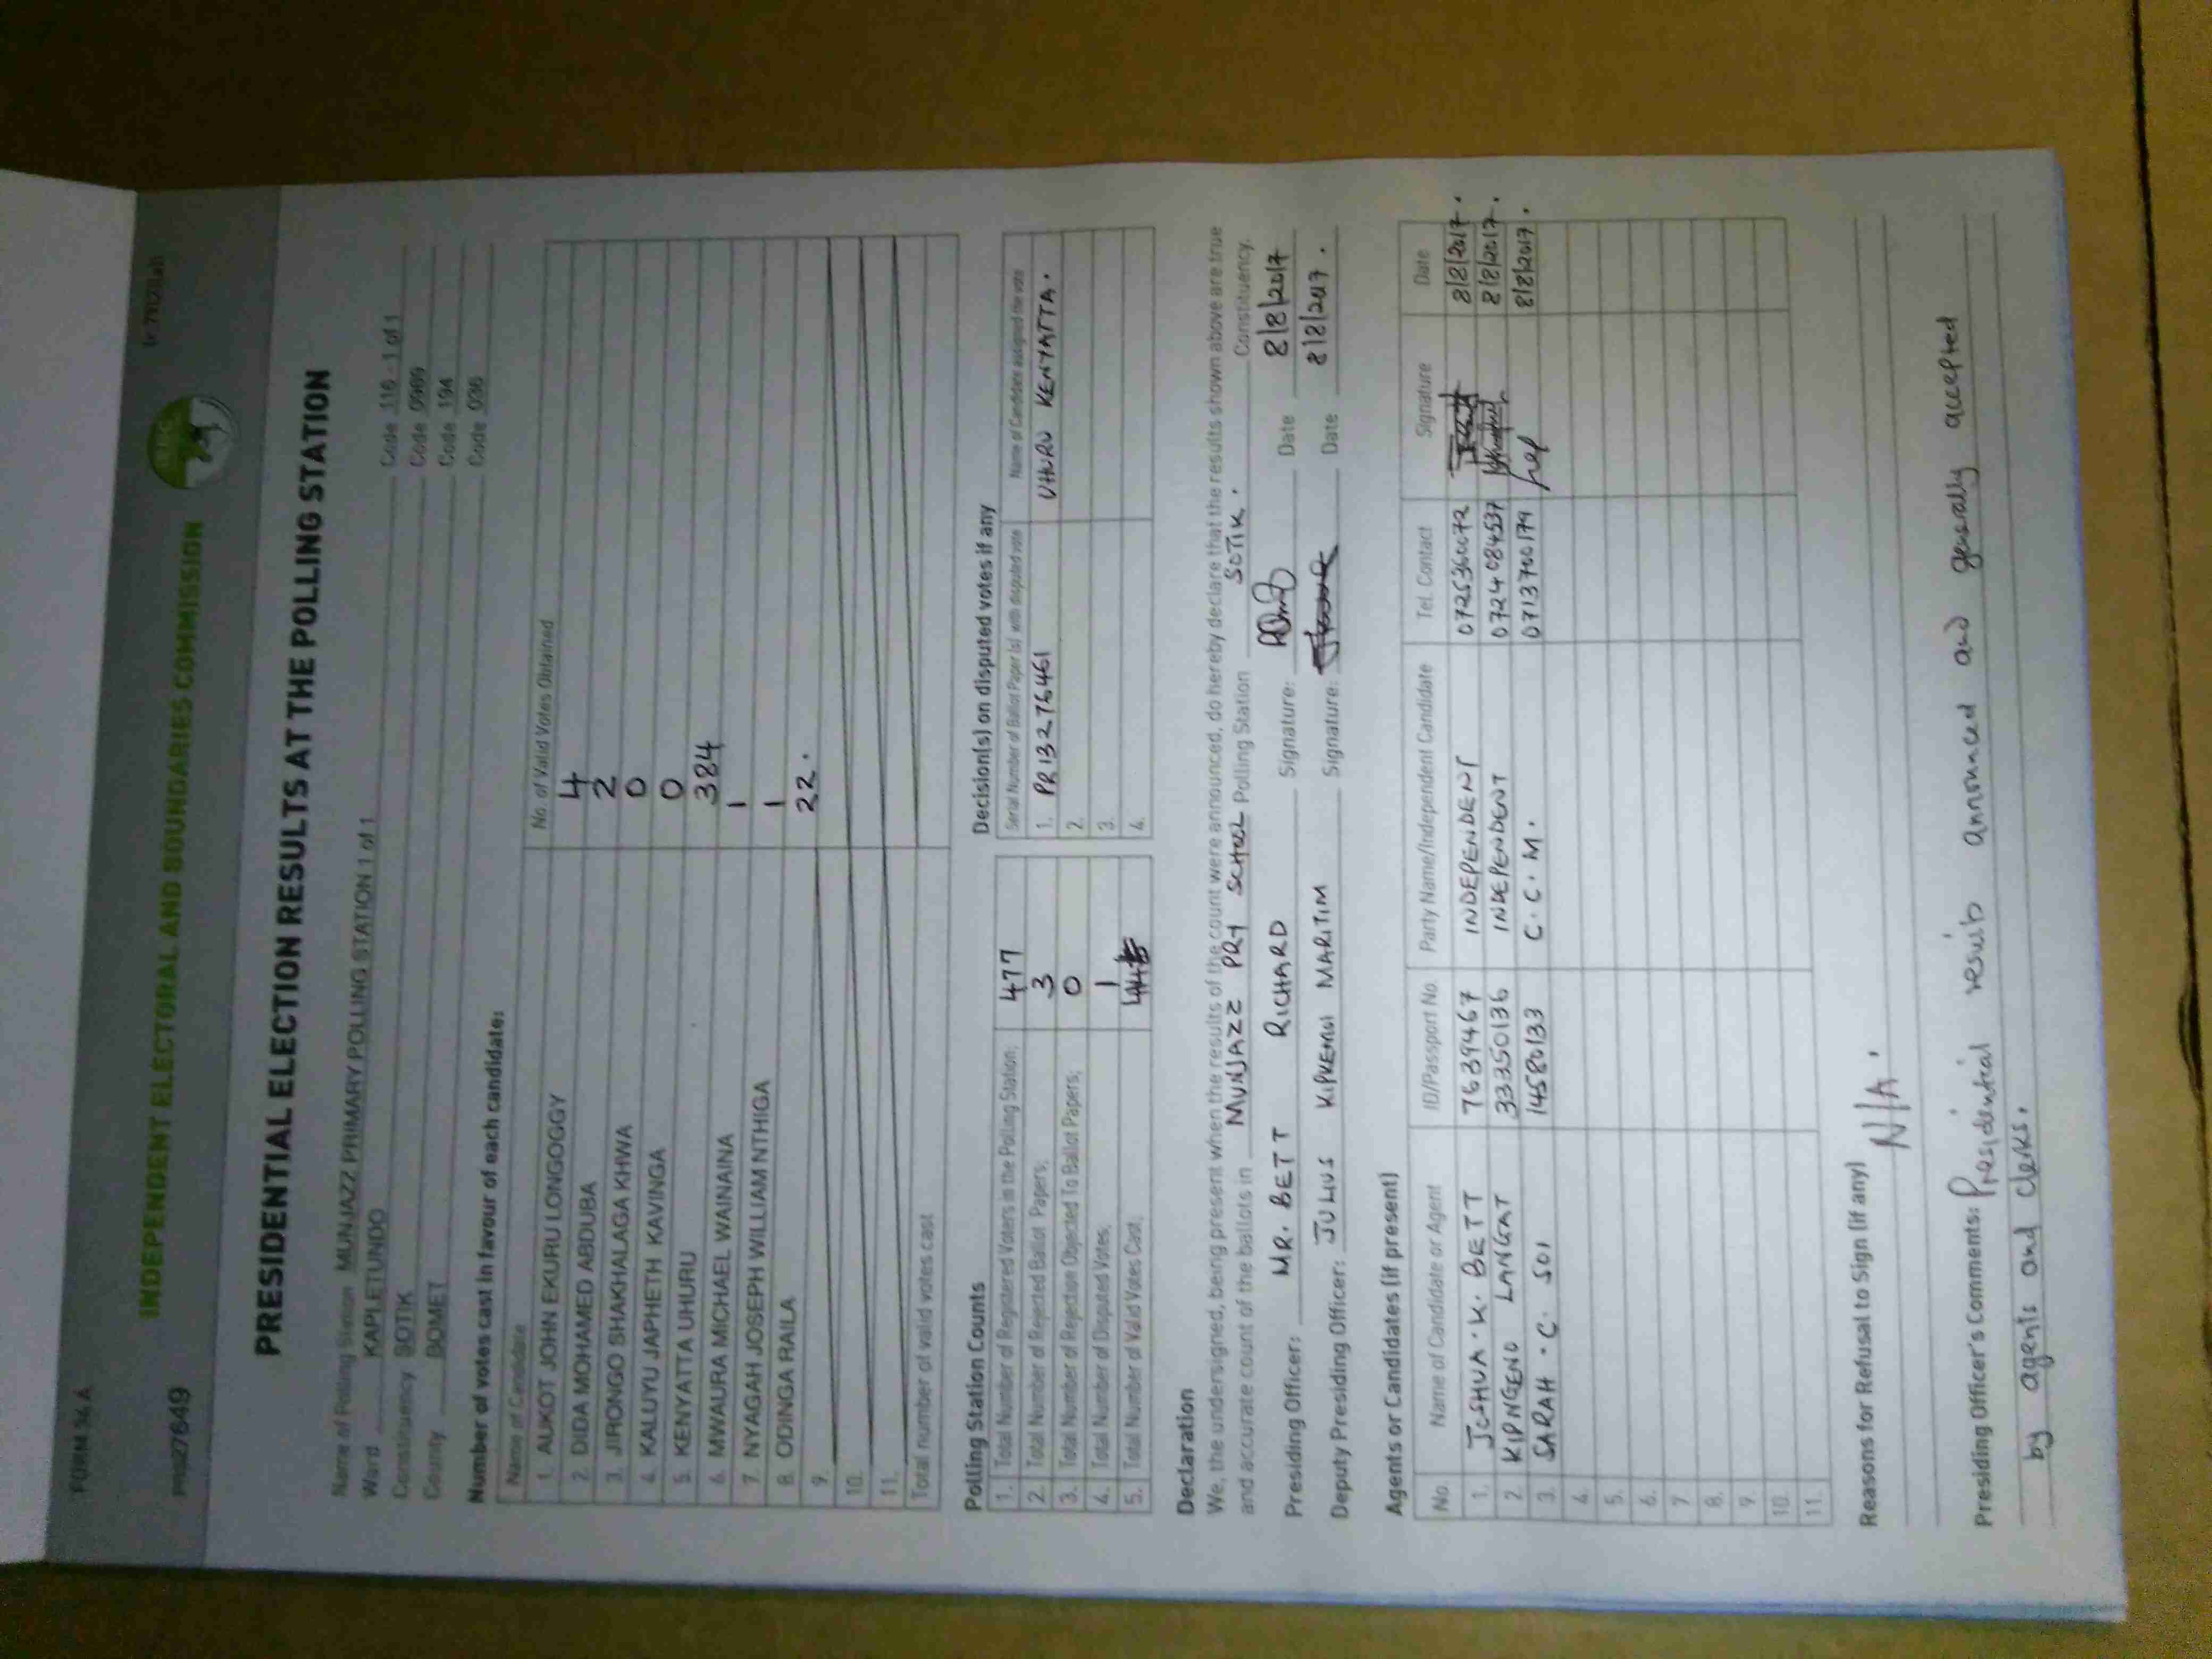 FORM 34 A
INDEPENDENT ELECTORAL AND BOUNDARIES COMMISSION
PRESIDENTIAL ELECTION RESULTS AT THE POLLING STATION
Name of Polling Station MUNJAZZ PRIMARY POLLING STATION 1 of 1 Code 116 - 1 of 1
Ward KAPLETUNDO Code 0969
Constituency SOTIK Code 194
County BOMET Code 036
Number of votes cast in favour of each candidate:
Name of Candidate No. of Valid Votes Obtained
1. AUKOT JOHN EKURU LONGOGGY 4
2. DIDA MOHAMED ABDUBA 2
3. JIRONGO SHAKHALAGA KHWA 0
4. KALUYU JAPHETH KAVINGA 0
5. KENYATTA UHURU 384
6. MWAURA MICHAEL WAINAINA 1
7. NYAGAH JOSEPH WILLIAM NTHIGA 1
8. ODINGA RAILA 22.
9.
10.
11.
Total number of valid votes cast
Polling Station Counts
1. Total Number of Registered Voters in the Polling Station; 477
2. Total Number of Rejected Ballot Papers; 3
3. Total Number of Rejection Objected To Ballot Papers; 0
4. Total Number of Disputed Votes; 1
5. Total Number of Valid Votes Cast;
Decision(s) on disputed votes if any
Serial Number of Ballot Paper (s) with disputed vote Name of Candidate assigned the vote
1. PR13276461 UHURU KENYATTA.
2.
3.
4.
Declaration
We, the undersigned, being present when the results of the count were announced, do hereby declare that the results shown above are true
and accurate count of the ballots in MUNJAZZ PRY SCHOOL Polling Station SOTIK. Constituency.
Presiding Officer: MR. BETT RICHARD Signature: Date 8/8/2017
Deputy Presiding Officer: JULIUS KIPKEMOI MARITIM Signature: Date 8/8/2017.
Agents or Candidates (if present)
No. Name of Candidate or Agent ID/Passport No. Party Name/Independent Candidate Tel. Contact Signature Date
1. JOSHUA.K. BETT 7639467 INDEPENDENT 8/8/2017.
2. KIPNGENO LANGAT 33350136 INDEPENDENT 0724084537 8/8/2017.
3. SARAH.C. SOI 14580133 C.C.M. 0713700179 8/8/2017.
4.
5.
6.
7.
8.
9.
10.
11.
Reasons for Refusal to Sign (if any)
N/A.
Presiding Officer's Comments: Presidential results announced and generally accepted
by agents and clerks.